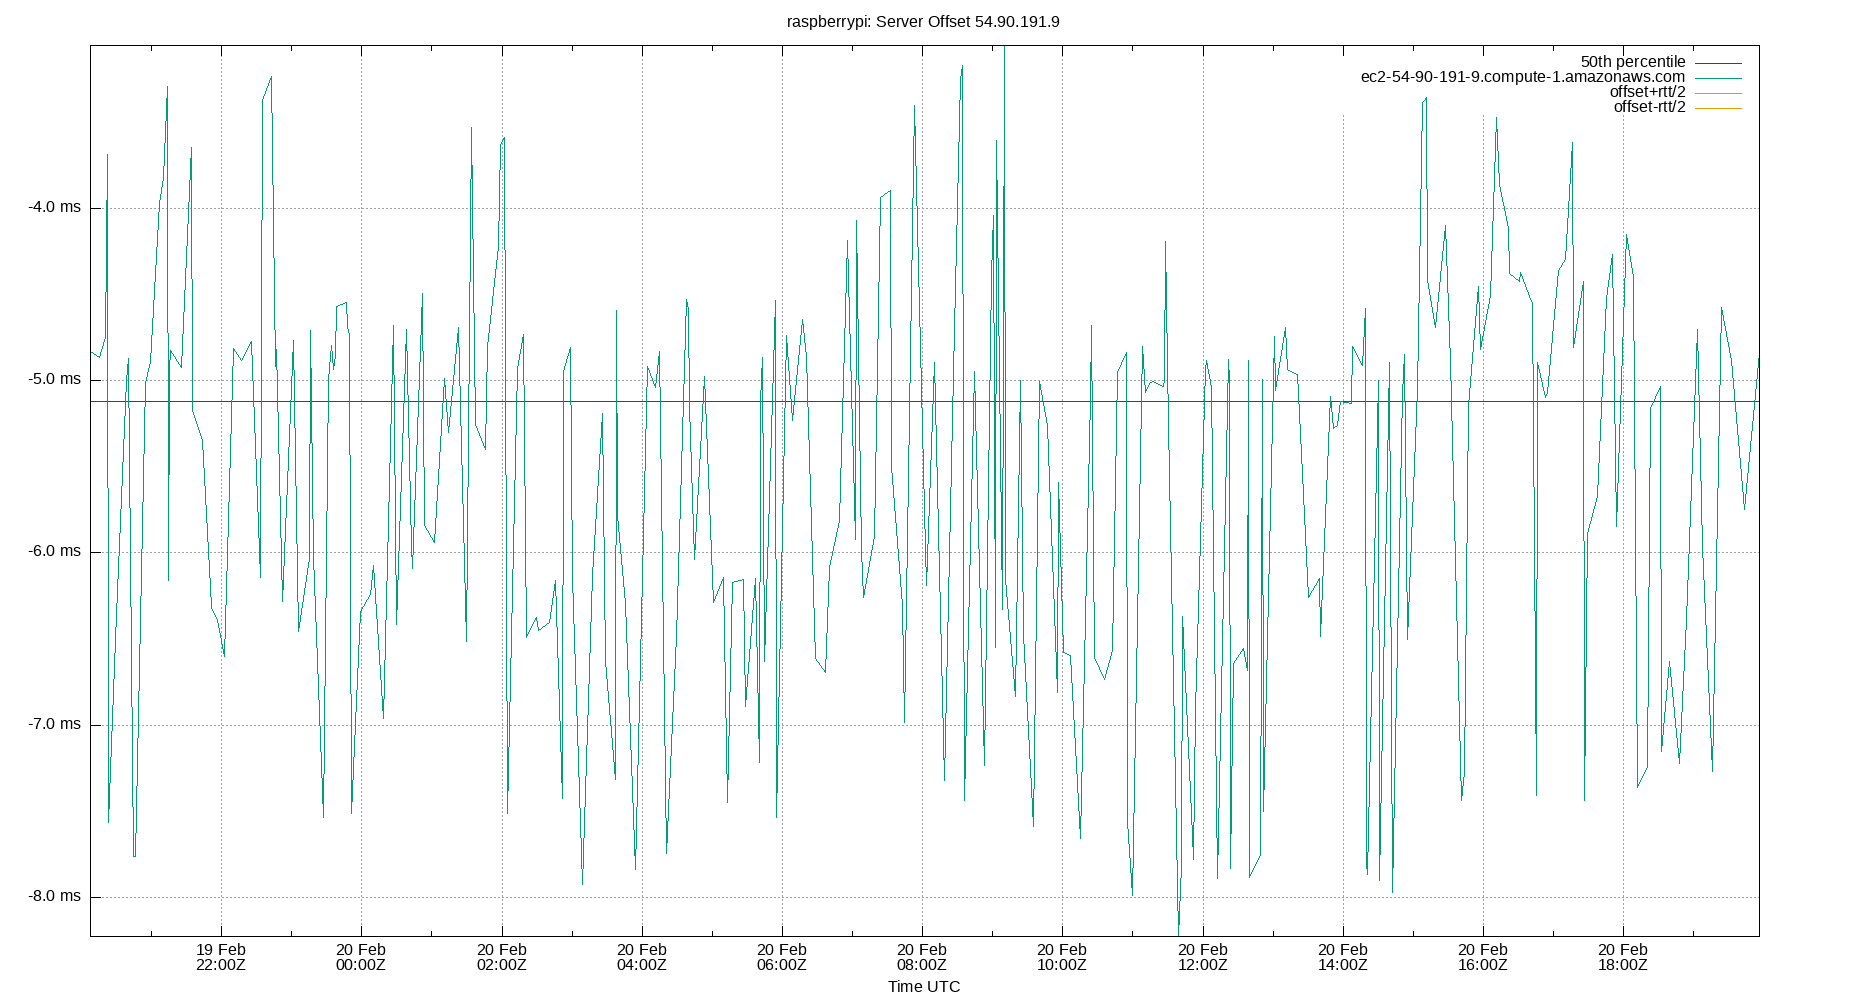 raspberrypi: Server Offset 54.90.191.9
50th percentile
ec2-54-90-191-9.compute-1.amazonaws.com
offset+rtt/2
offset-rtt/2
-4.0 ms
-5.0 ms
-6.0 ms
-7.0 ms
-8.0 ms
19 Feb 20 Feb 20 Feb 20 Feb 20 Feb 20 Feb 20 Feb 20 Feb 20 Feb 20 Feb 20 Feb
22:00Z 00:00Z 02:00Z 04:00Z 06:00Z 08:00Z 10:00Z 12:00Z 14:00Z 16:00Z 18:00Z
Time UTC